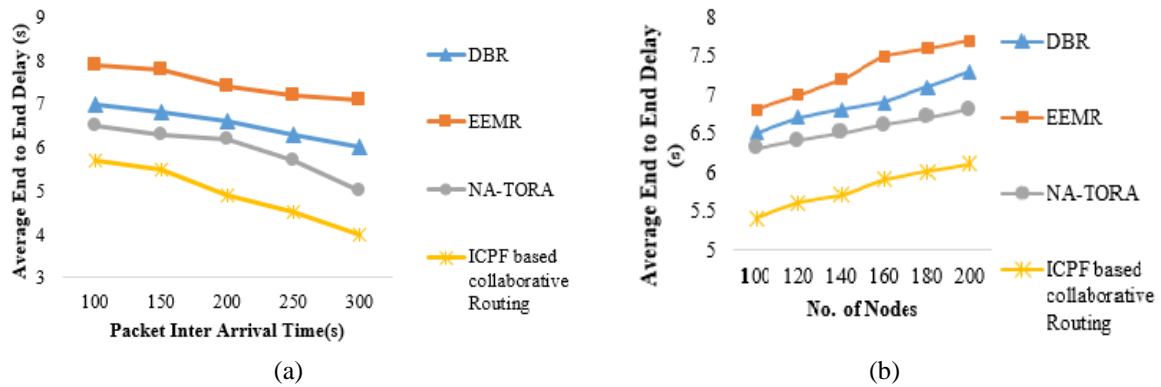 9
8
7
6
5
4
3
Average End to End Delay (s)
100 150 200 250 300
Packet Inter Arrival Time(s)
DBR
EEMR
NA-TORA
ICPF based
collaborative
Routing
(a)
8
7.5
7
6.5
6
5.5
5
Average End to End Delay
(s)
100 120 140 160 180 200
No. of Nodes
DBR
EEMR
NA-TORA
ICPF based
collaborative
Routing
(b)